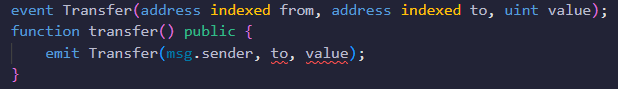 event Transfer(address indexed from, address indexed to, uint value);
function transfer() public {
    emit Transfer(msg.sender, to, value);
}